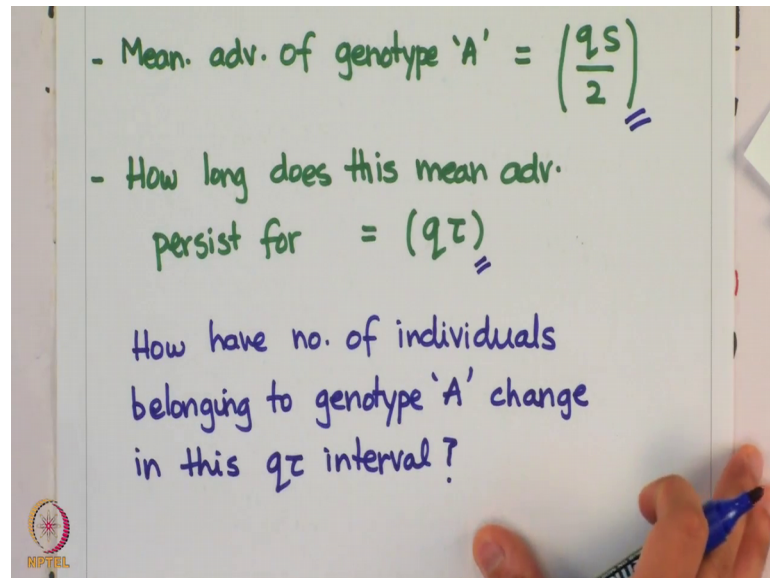 - Mean. adv. of genotype 'A' = (qs/2)
- How long does this mean adv.
persist for = (qτ)
How have no. of individuals
belonging to genotype 'A' change
in this qτ interval?
NPTEL